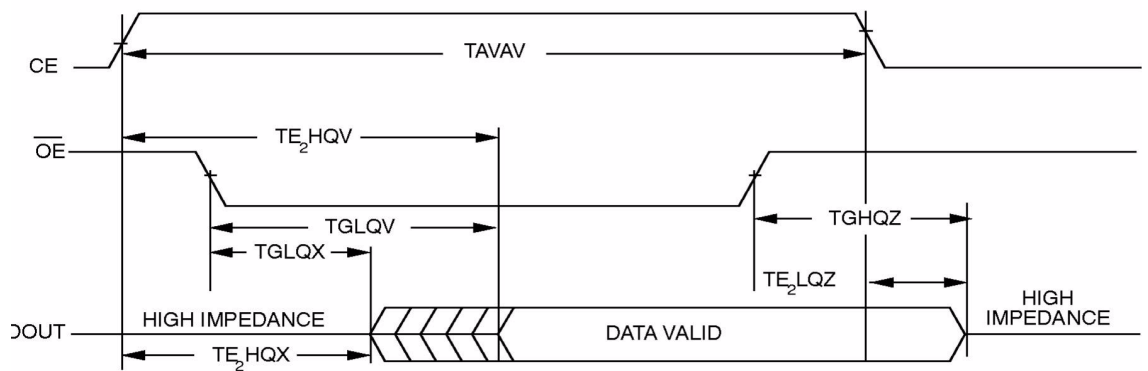 TAVAV
CE
TE2HQV
OE
TGLQV
TGHQZ
TGLQX
TE2LQZ
HIGH IMPEDANCE
HIGH
IMPEDANCE
DOUT
DATA VALID
TE2HQX